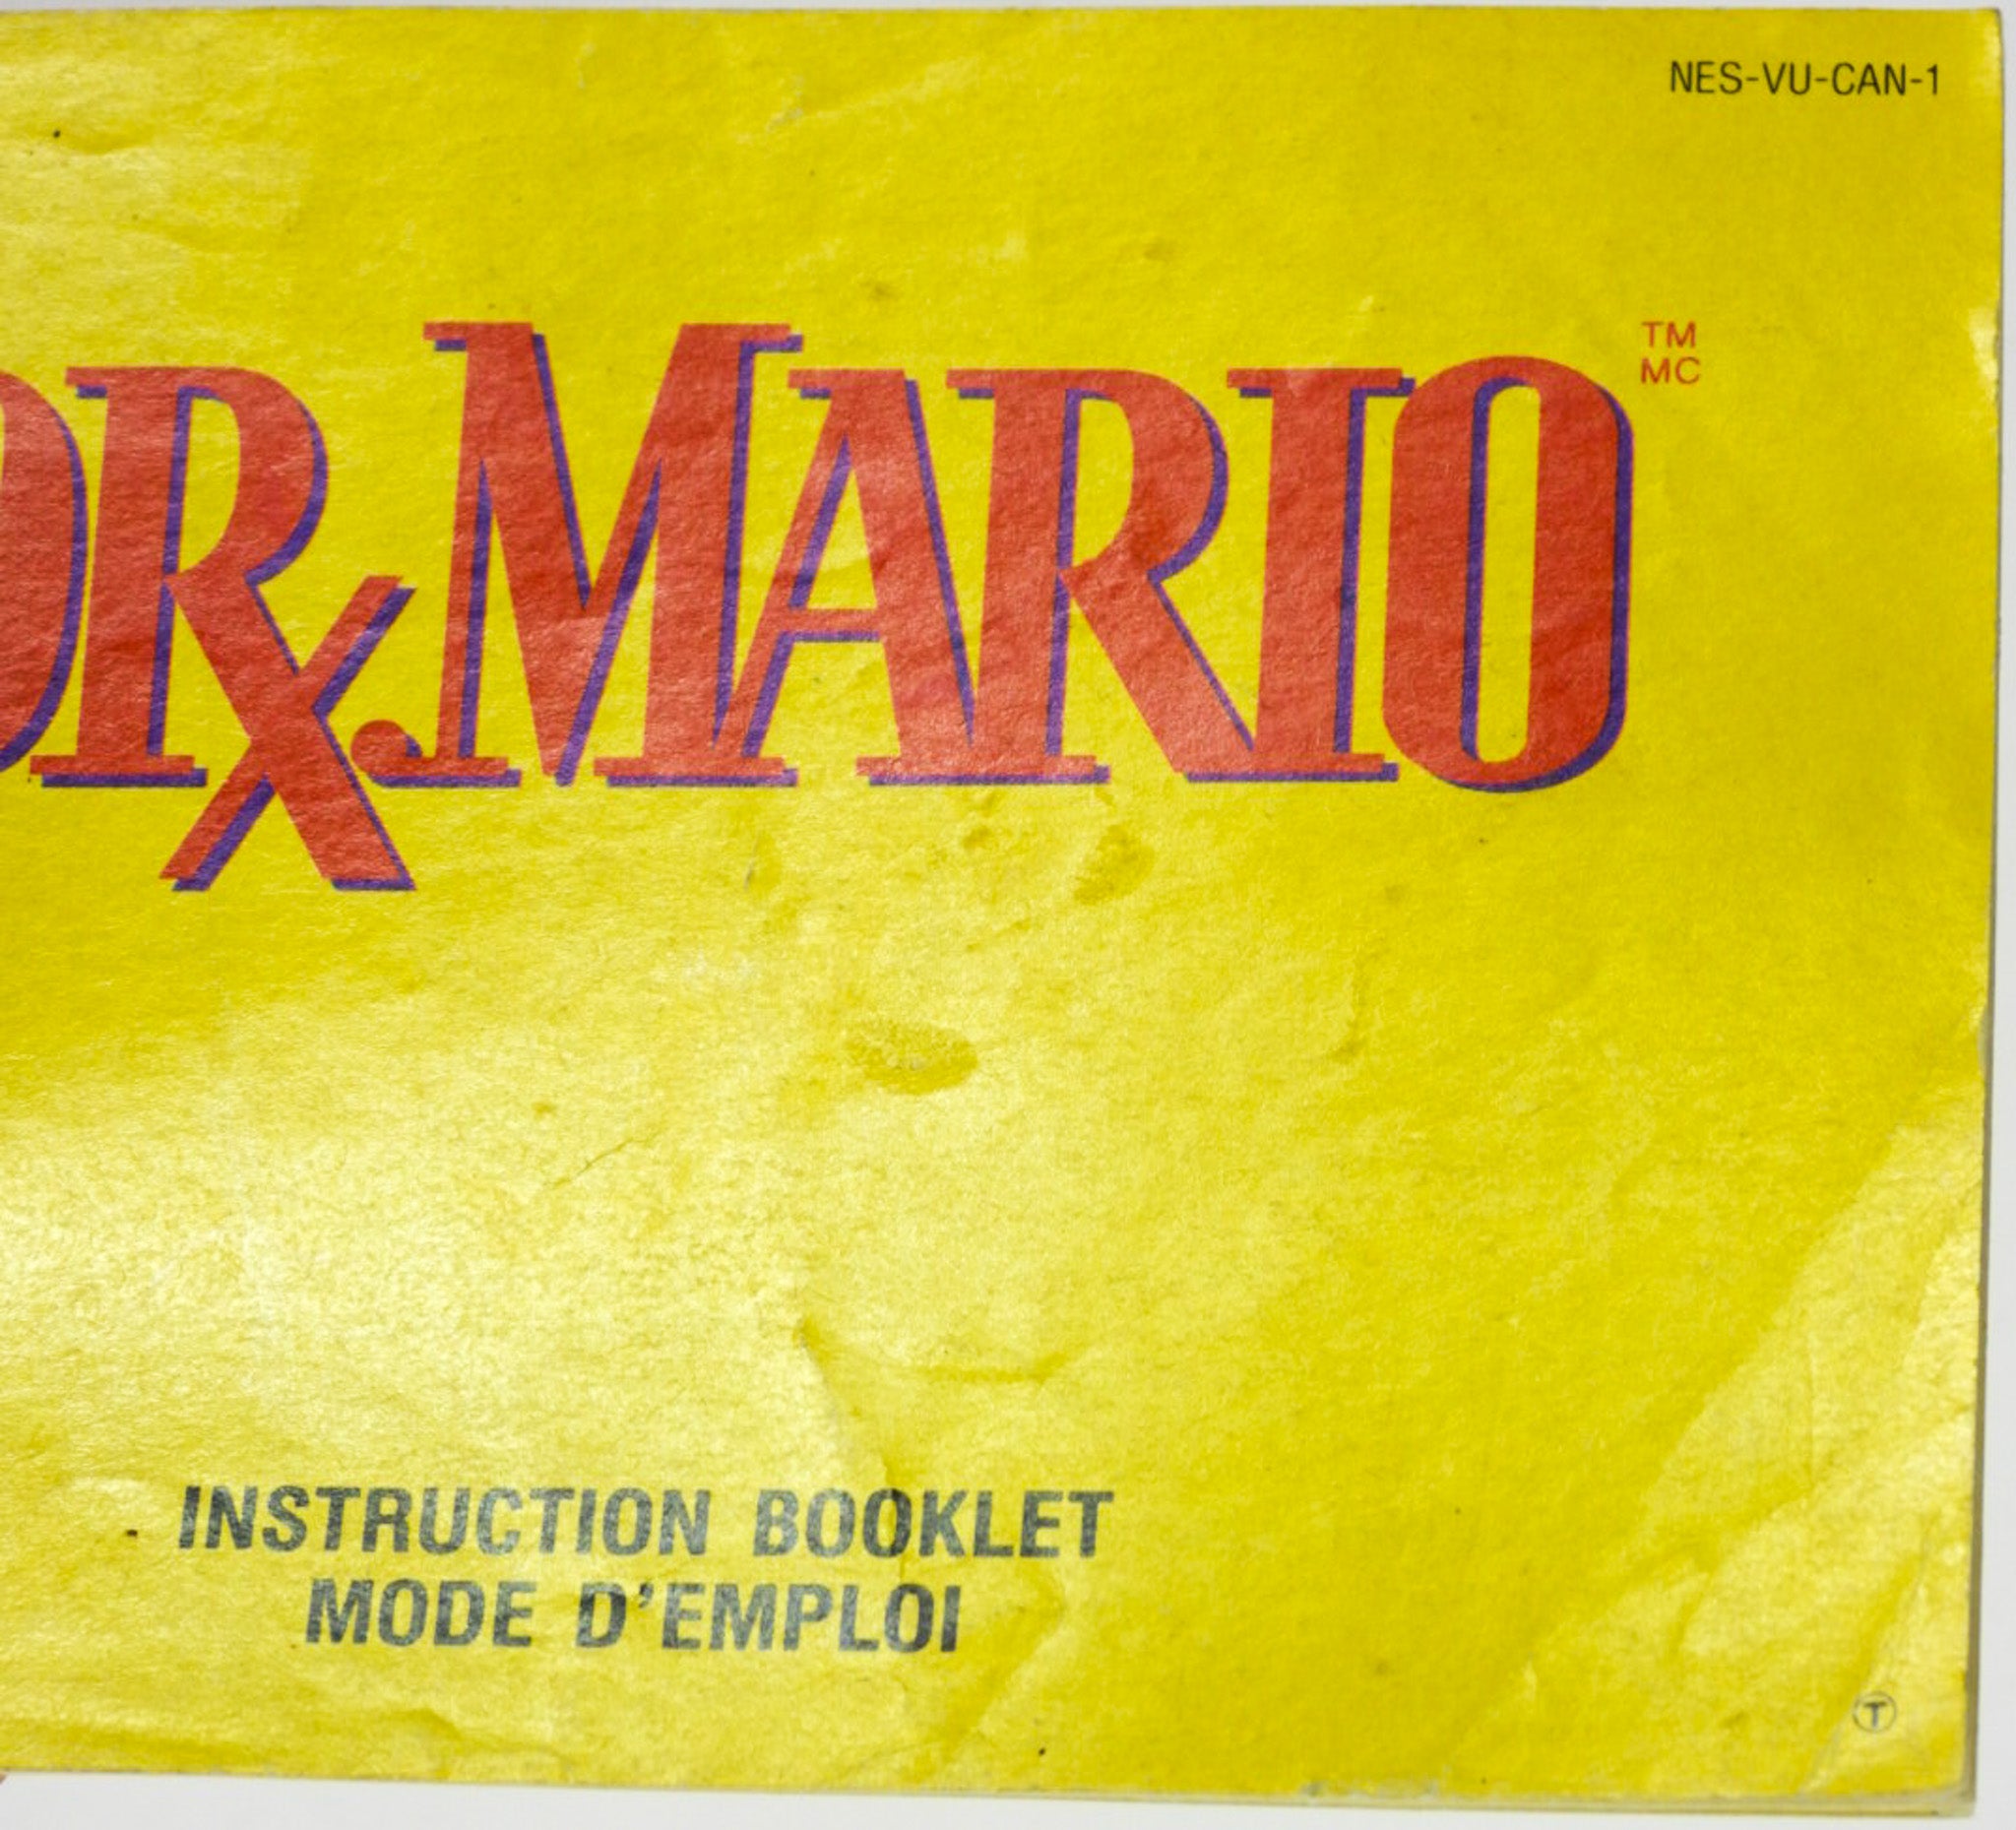 NES-VU-CAN-1
DR. MARIO
TM
MC
INSTRUCTION BOOKLET
MODE D'EMPLOI
T